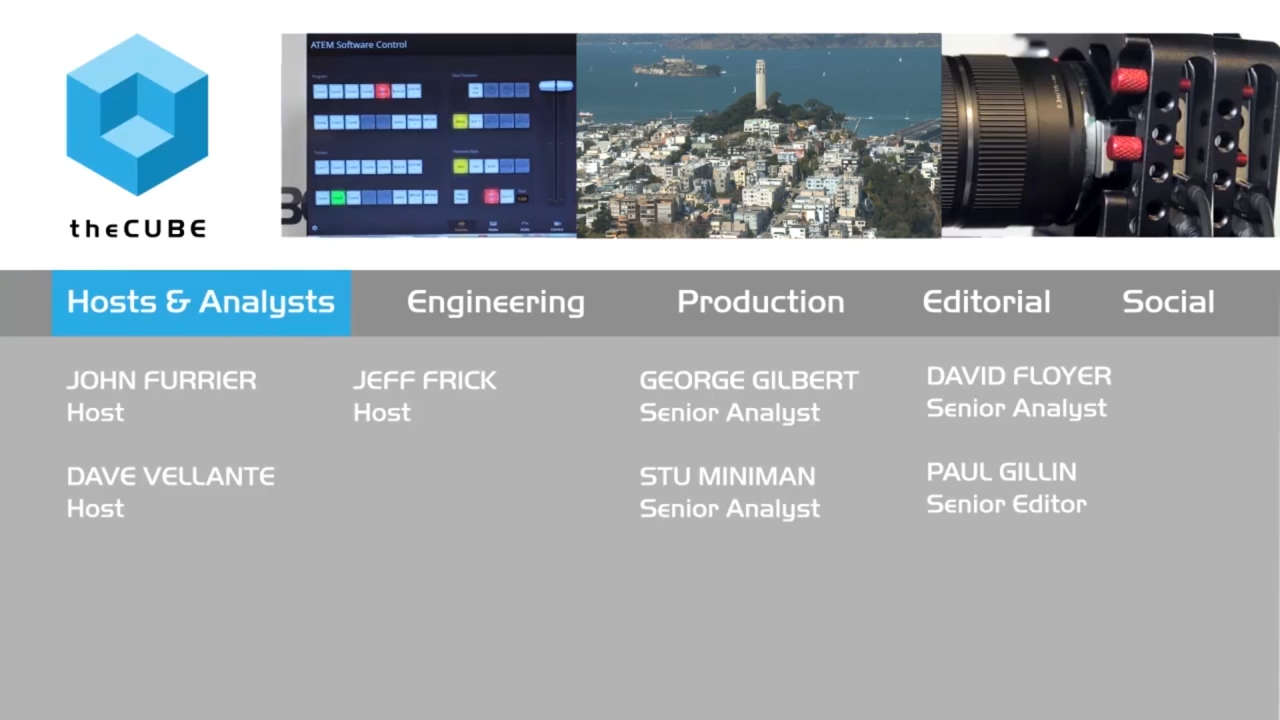 ATEM Software Control
theCUBE
Hosts & Analysts
Engineering
Production
Editorial
Social
JOHN FURRIER
Host
JEFF FRICK
Host
GEORGE GILBERT
Senior Analyst
DAVID FLOYER
Senior Analyst
DAVE VELLANTE
Host
STU MINIMAN
Senior Analyst
PAUL GILLIN
Senior Editor